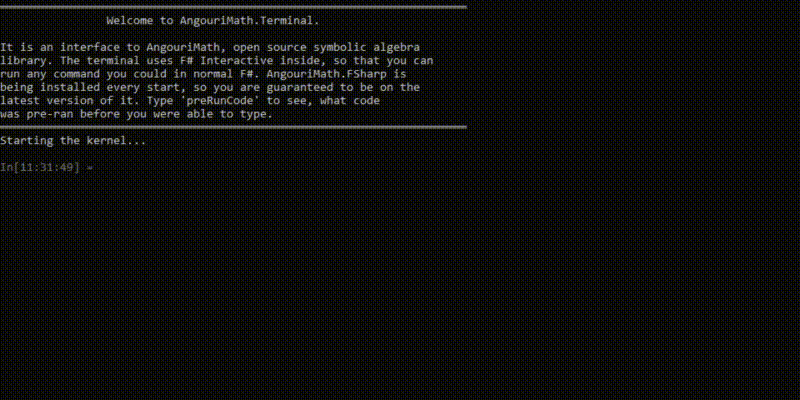 Welcome to AngouriMath.Terminal.
It is an interface to AngouriMath, open source symbolic algebra
library. The terminal uses F# Interactive inside, so that you can
run any command you could in normal F#. AngouriMath.FSharp is
being installed every start, so you are guaranteed to be on the
latest version of it. Type 'preRunCode' to see, what code
was pre-ran before you were able to type.
Starting the kernel...
In[11:31:49] =